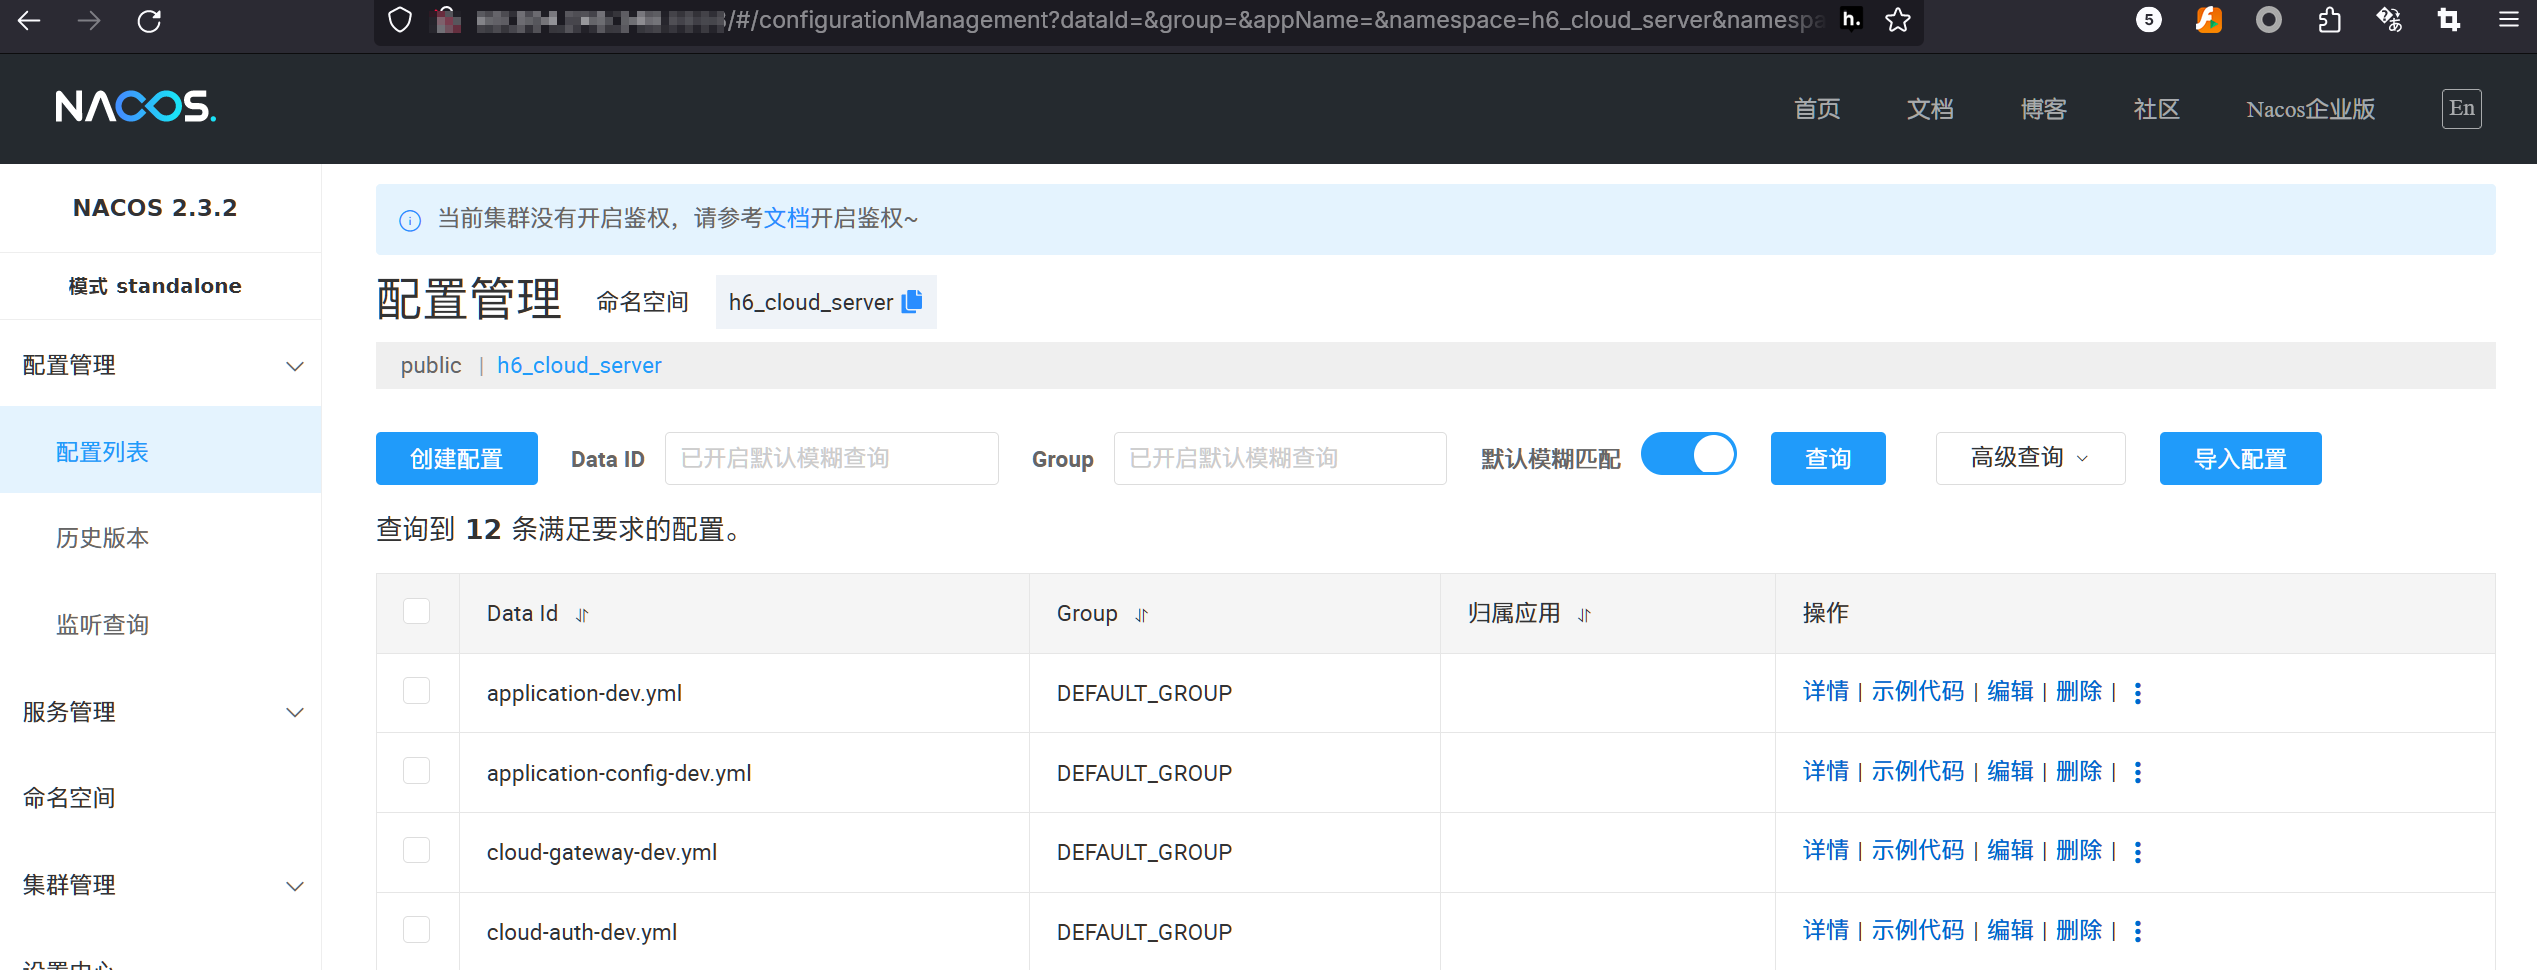 /#/configurationManagement?dataId=&group=&appName=&namespace=h6_cloud_server&namespa
h.
5
NACOS.
首页 文档 博客 社区 Nacos企业版 En
NACOS 2.3.2
模式 standalone
配置管理
配置列表
历史版本
监听查询
服务管理
命名空间
集群管理
设置中心
当前集群没有开启鉴权，请参考文档开启鉴权~
配置管理 命名空间 h6_cloud_server
public | h6_cloud_server
创建配置 Data ID 已开启默认模糊查询 Group 已开启默认模糊查询 默认模糊匹配 查询 高级查询 导入配置
查询到 12 条满足要求的配置。
Data Id Group 归属应用 操作
application-dev.yml DEFAULT_GROUP 详情 | 示例代码 | 编辑 | 删除 |
application-config-dev.yml DEFAULT_GROUP 详情 | 示例代码 | 编辑 | 删除 |
cloud-gateway-dev.yml DEFAULT_GROUP 详情 | 示例代码 | 编辑 | 删除 |
cloud-auth-dev.yml DEFAULT_GROUP 详情 | 示例代码 | 编辑 | 删除 |